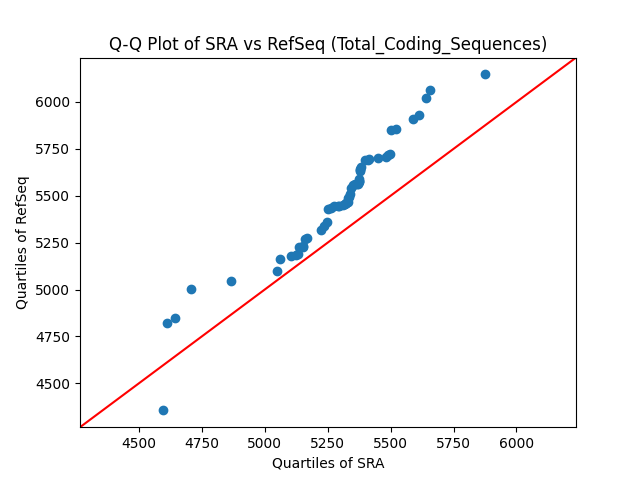 Q-Q Plot of SRA vs RefSeq (Total_Coding_Sequences)
Quartiles of RefSeq
6000
5750
5500
5250
5000
4750
4500
4500 4750 5000 5250 5500 5750 6000
Quartiles of SRA